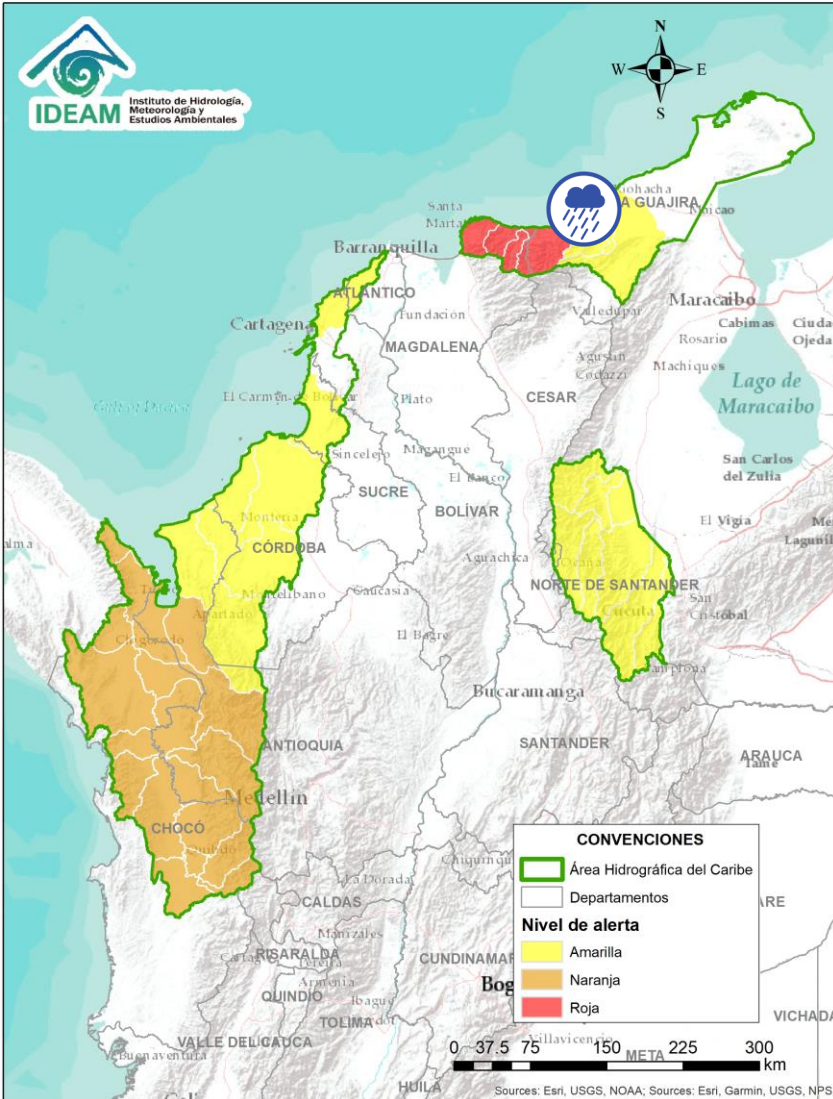 IDEAM
Instituto de Hidrología,
Meteorología y
Estudios Ambientales
N
W
E
S
Santa
Marta
A GUAJIRA
Maicao
Barranquilla
ATLÁNTICO
Maracaibo
Cartagena
Fundación
Valledupar
Cabimas
Ciudad
Ojeda
Rosario
MAGDALENA
Agustín
Codazzi
Machiques
El Carmen de Bolívar
Plato
CESAR
Lago de
Maracaibo
Sincelejo
Magangué
San Carlos
del Zulia
El Banco
SUCRE
BOLÍVAR
El Vigía
Montería
CÓRDOBA
Aguachica
Ocaña
NORTE DE SANTANDER
Cúcuta
San
Cristóbal
Montelíbano
Caucasia
Apartadó
Chigorodó
El Bagre
Pamplona
Bucaramanga
ANTIOQUIA
SANTANDER
ARAUCA
Tame
Medellín
CHOCÓ
Quibdó
La Dorada
CALDAS
Manizales
RISARALDA
Pereira
Armenia
QUINDÍO
Ibagué
TOLIMA
CUNDINAMAR
Bog
VICHADA
VALLE DEL CAUCA
Buenaventura
Villavicencio
META
HUILA
CONVENCIONES
Área Hidrográfica del Caribe
Departamentos
Nivel de alerta
Amarilla
Naranja
Roja
0 37.5 75 150 225 300
km
Sources: Esri, USGS, NOAA; Sources: Esri, Garmin, USGS, NPS